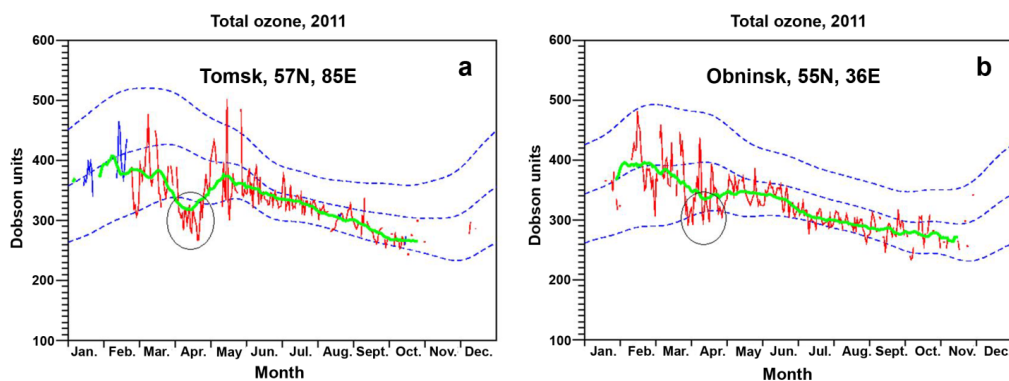 Total ozone, 2011
600
500
400
300
200
100
Dobson units
Tomsk, 57N, 85E
a
Jan. Feb. Mar. Apr. May Jun. Jul. Aug. Sept. Oct. Nov. Dec.
Month
Total ozone, 2011
600
500
400
300
200
100
Dobson units
Obninsk, 55N, 36E
b
Jan. Feb. Mar. Apr. May Jun. Jul. Aug. Sept. Oct. Nov. Dec.
Month